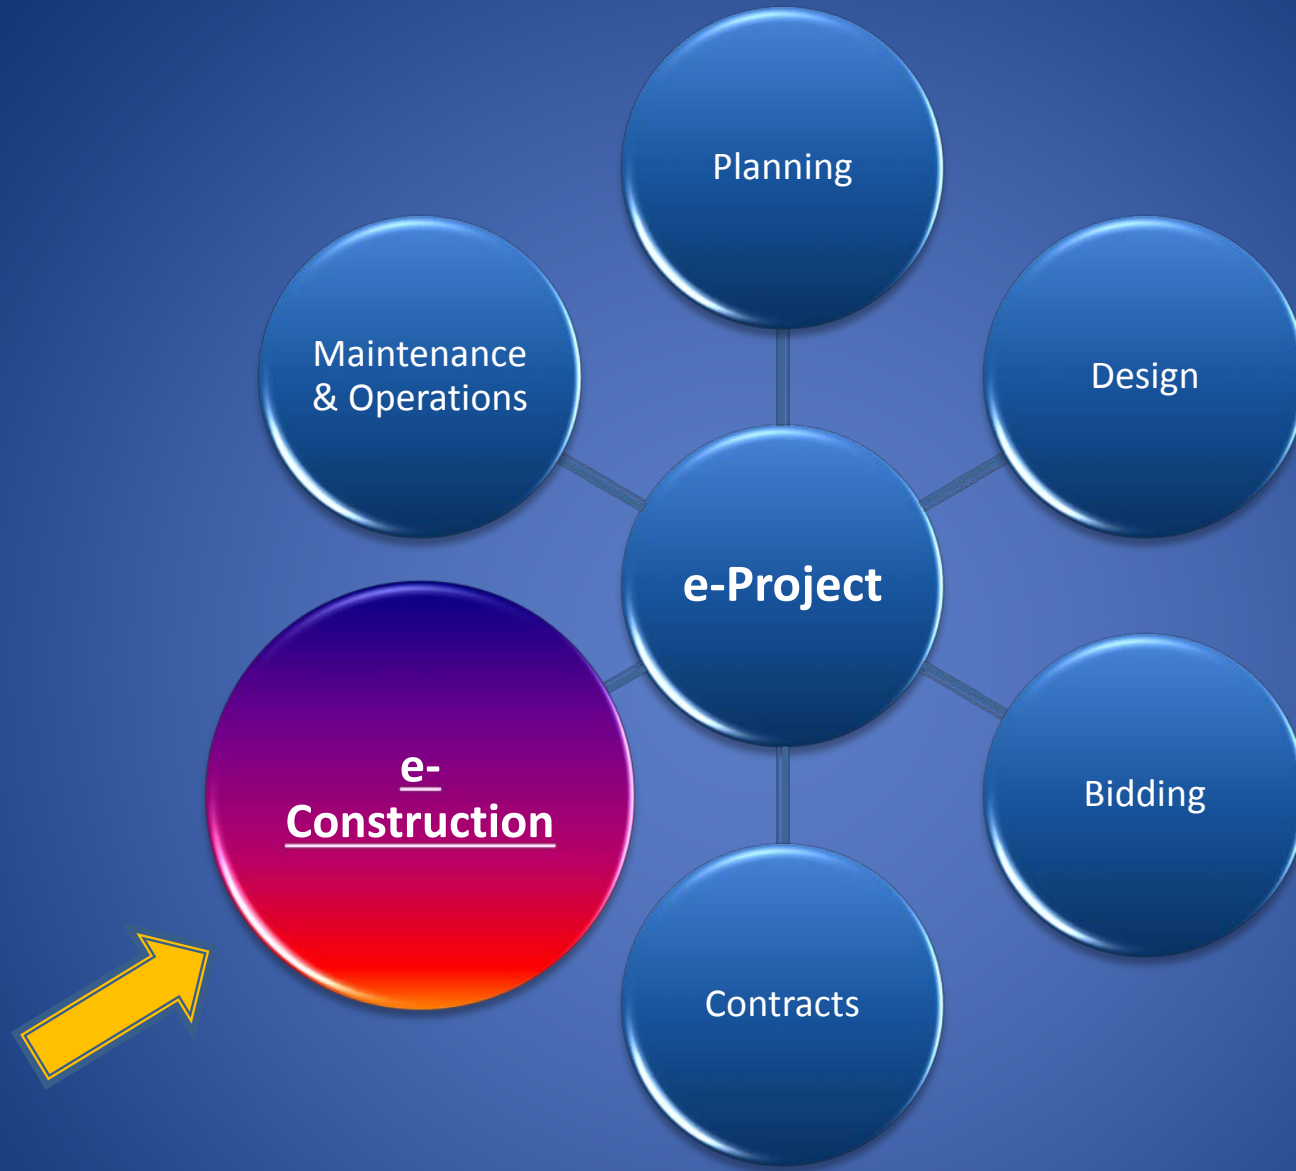 Planning
Maintenance
& Operations
Design
e-Project
e-
Construction
Bidding
Contracts